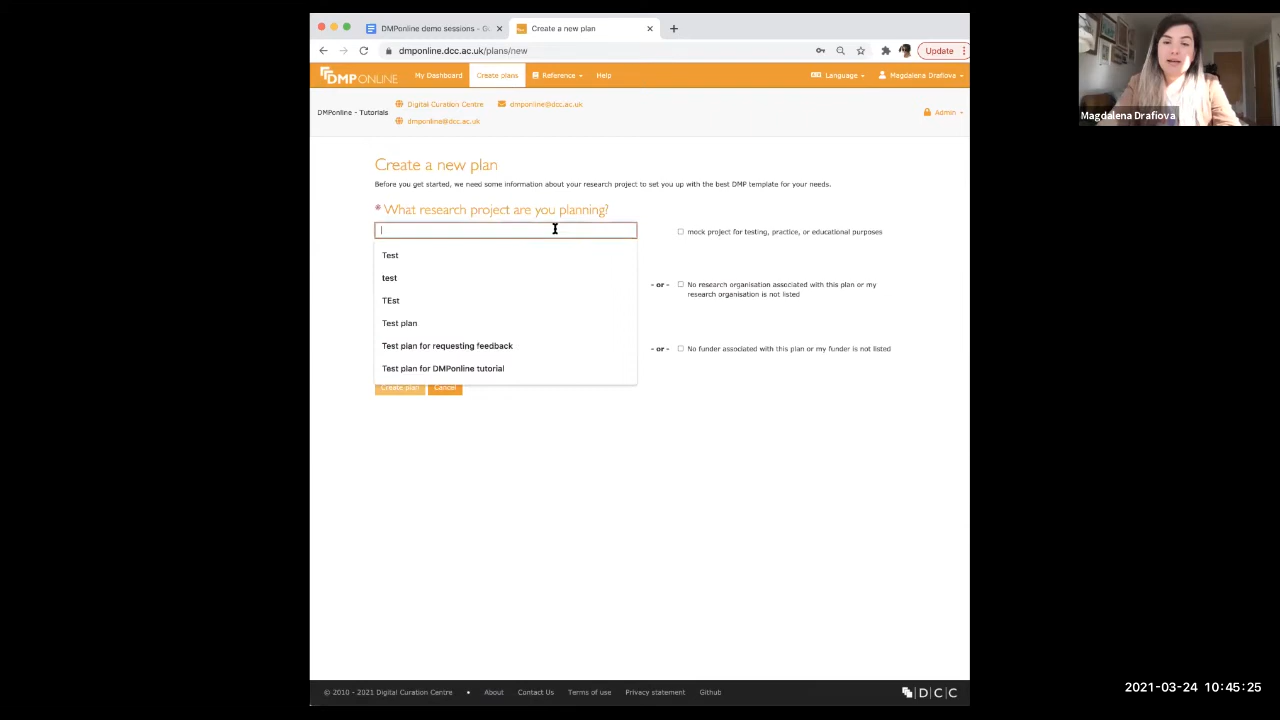 DMPonline demo sessions - G
Create a new plan
dmponline.dcc.ac.uk/plans/new
Update
DMPONLINE
My Dashboard
Create plans
Reference
Help
Language
Magdalena Drafiova
DMPonline - Tutorials
Digital Curation Centre
dmponline@dcc.ac.uk
dmponline@dcc.ac.uk
Admin
Magdalena Drafiova
Create a new plan
Before you get started, we need some information about your research project to set you up with the best DMP template for your needs.
* What research project are you planning?
mock project for testing, practice, or educational purposes
Test
test
TEst
Test plan
Test plan for requesting feedback
Test plan for DMPonline tutorial
- or -
No research organisation associated with this plan or my
research organisation is not listed
- or -
No funder associated with this plan or my funder is not listed
Create plan
Cancel
© 2010 - 2021 Digital Curation Centre
About
Contact Us
Terms of use
Privacy statement
Github
DCC
2021-03-24 10:45:25